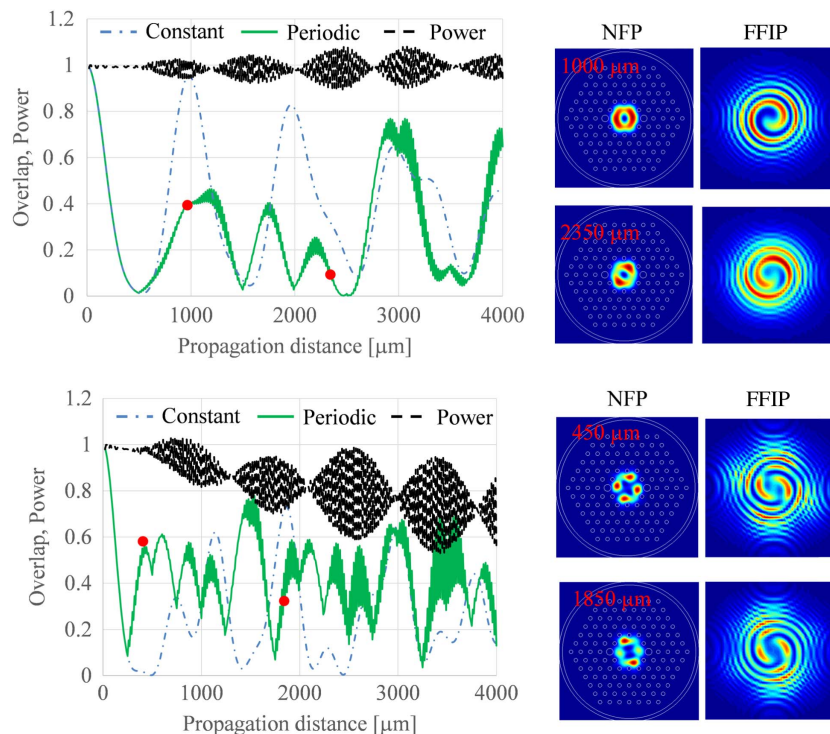 NFP FFIP
1.2
Constant Periodic Power
1
0.8
0.6
0.4
0.2
0
Overlap, Power
0 1000 2000 3000 4000
Propagation distance [μm]
1000 μm
2350 μm
NFP FFIP
1.2
Constant Periodic Power
1
0.8
0.6
0.4
0.2
0
Overlap, Power
0 1000 2000 3000 4000
Propagation distance [μm]
450 μm
1850 μm